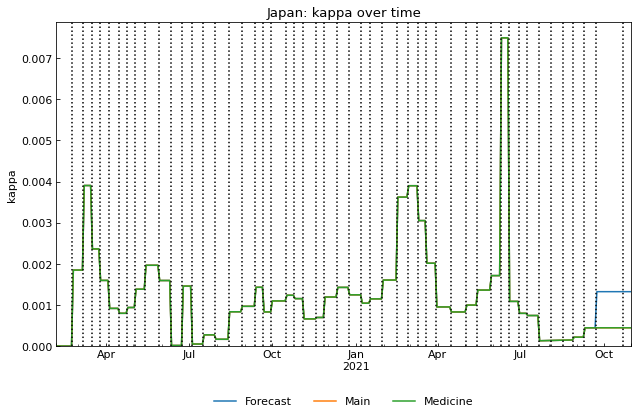 Japan: kappa over time
kappa
0.007
0.006
0.005
0.004
0.003
0.002
0.001
0.000
Apr Jul Oct Jan Apr Jul Oct
2021
Forecast Main Medicine